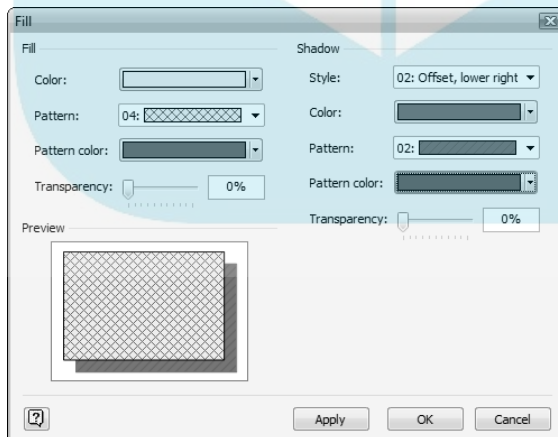 Fill
Fill
Color:
Pattern: 04:
Pattern color:
Transparency: 0%
Preview
Shadow
Style: 02: Offset, lower right
Color:
Pattern: 02:
Pattern color:
Transparency: 0%
Apply OK Cancel